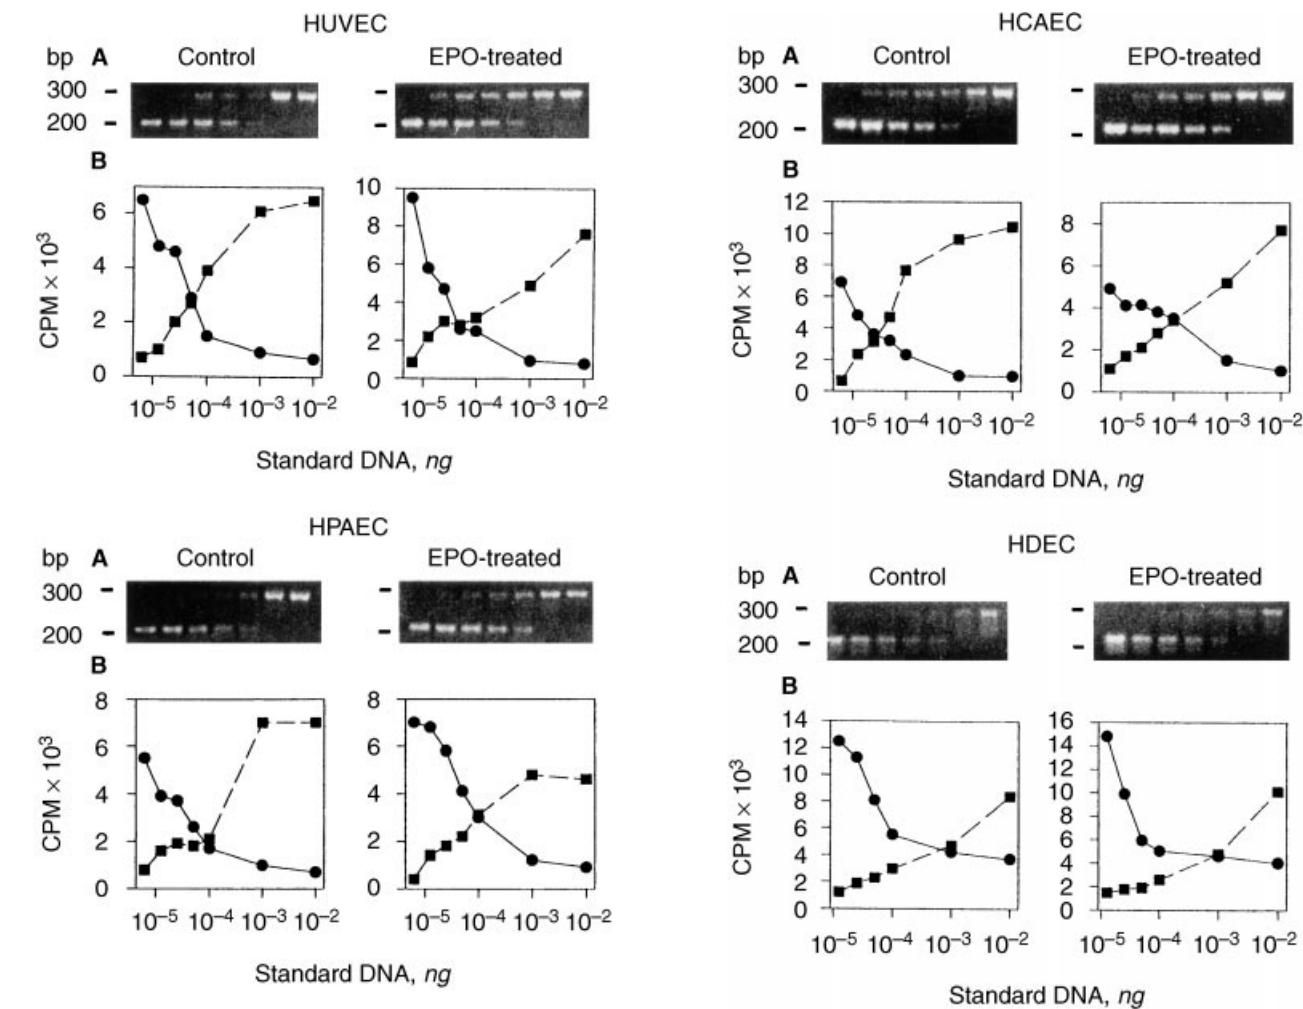 HUVEC
bp A Control EPO-treated
300
200
B
CPM × 10³
6
4
2
0
10⁻⁵ 10⁻⁴ 10⁻³ 10⁻²
10
8
6
4
2
0
10⁻⁵ 10⁻⁴ 10⁻³ 10⁻²
Standard DNA, ng
HCAEC
bp A Control EPO-treated
300
200
B
CPM × 10³
12
10
8
6
4
2
0
10⁻⁵ 10⁻⁴ 10⁻³ 10⁻²
8
6
4
2
0
10⁻⁵ 10⁻⁴ 10⁻³ 10⁻²
Standard DNA, ng
HPAEC
bp A Control EPO-treated
300
200
B
CPM × 10³
8
6
4
2
0
10⁻⁵ 10⁻⁴ 10⁻³ 10⁻²
8
6
4
2
0
10⁻⁵ 10⁻⁴ 10⁻³ 10⁻²
Standard DNA, ng
HDEC
bp A Control EPO-treated
300
200
B
CPM × 10³
14
12
10
8
6
4
2
0
10⁻⁵ 10⁻⁴ 10⁻³ 10⁻²
16
14
12
10
8
6
4
2
0
10⁻⁵ 10⁻⁴ 10⁻³ 10⁻²
Standard DNA, ng